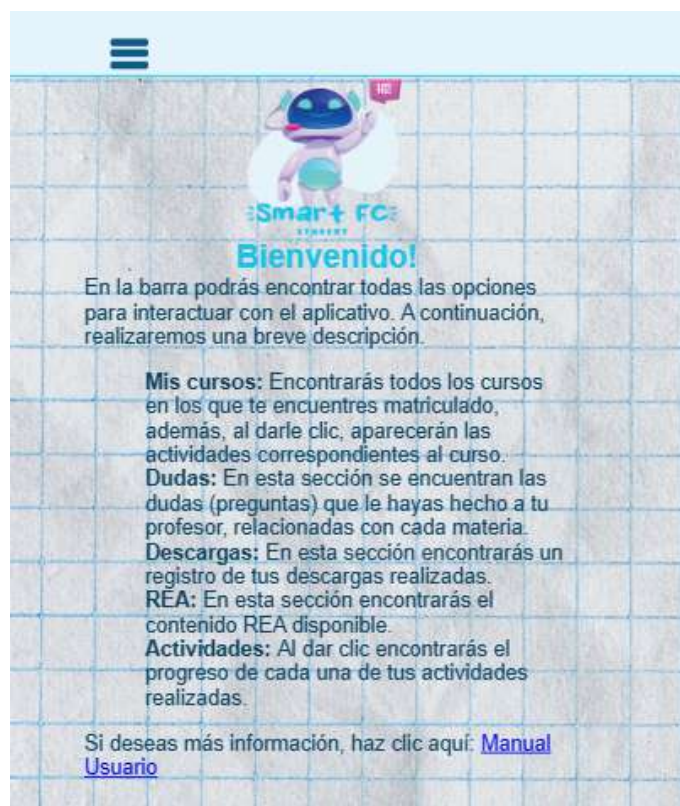 Hi!
Smart FC
STUDENT
Bienvenido!
En la barra podrás encontrar todas las opciones
para interactuar con el aplicativo. A continuación,
realizaremos una breve descripción.
Mis cursos: Encontrarás todos los cursos
en los que te encuentres matriculado,
además, al darle clic, aparecerán las
actividades correspondientes al curso.
Dudas: En esta sección se encuentran las
dudas (preguntas) que le hayas hecho a tu
profesor, relacionadas con cada materia.
Descargas: En esta sección encontrarás un
registro de tus descargas realizadas.
REA: En esta sección encontrarás el
contenido REA disponible.
Actividades: Al dar clic encontrarás el
progreso de cada una de tus actividades
realizadas.
Si deseas más información, haz clic aquí: Manual
Usuario